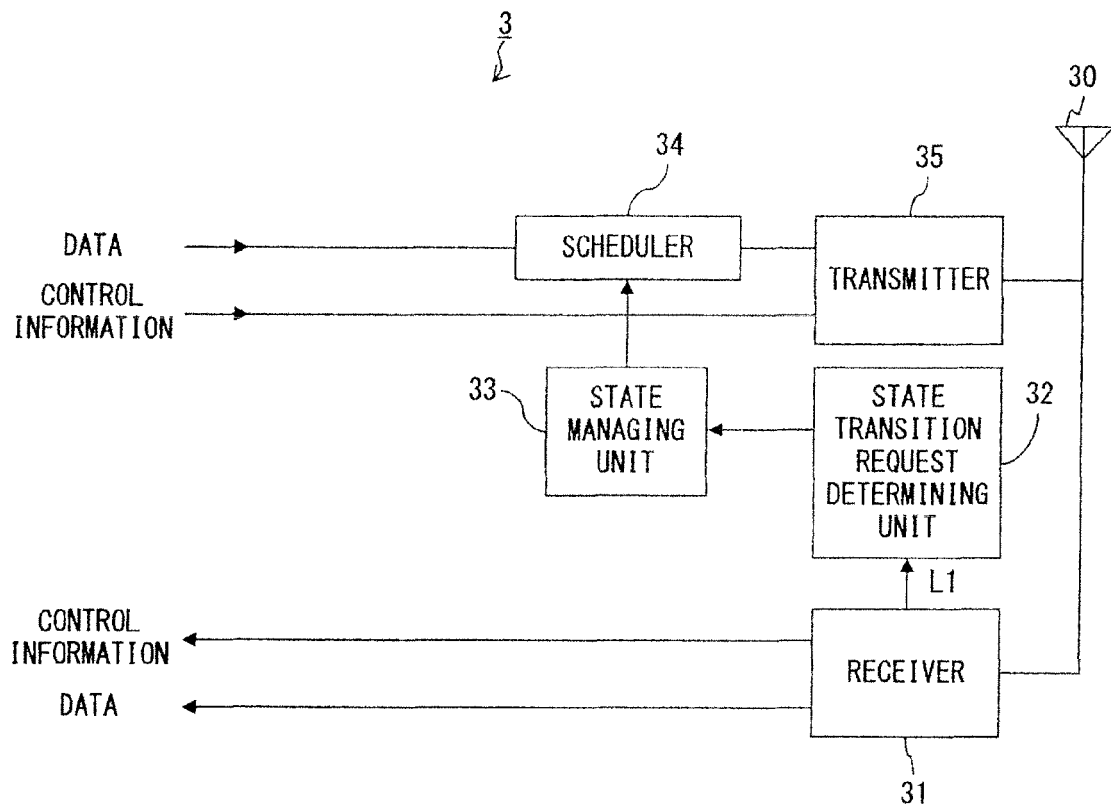 3
30
34
35
DATA
SCHEDULER
TRANSMITTER
CONTROL
INFORMATION
33
STATE
MANAGING
UNIT
STATE
TRANSITION
REQUEST
DETERMINING
UNIT
32
L1
CONTROL
INFORMATION
RECEIVER
DATA
31